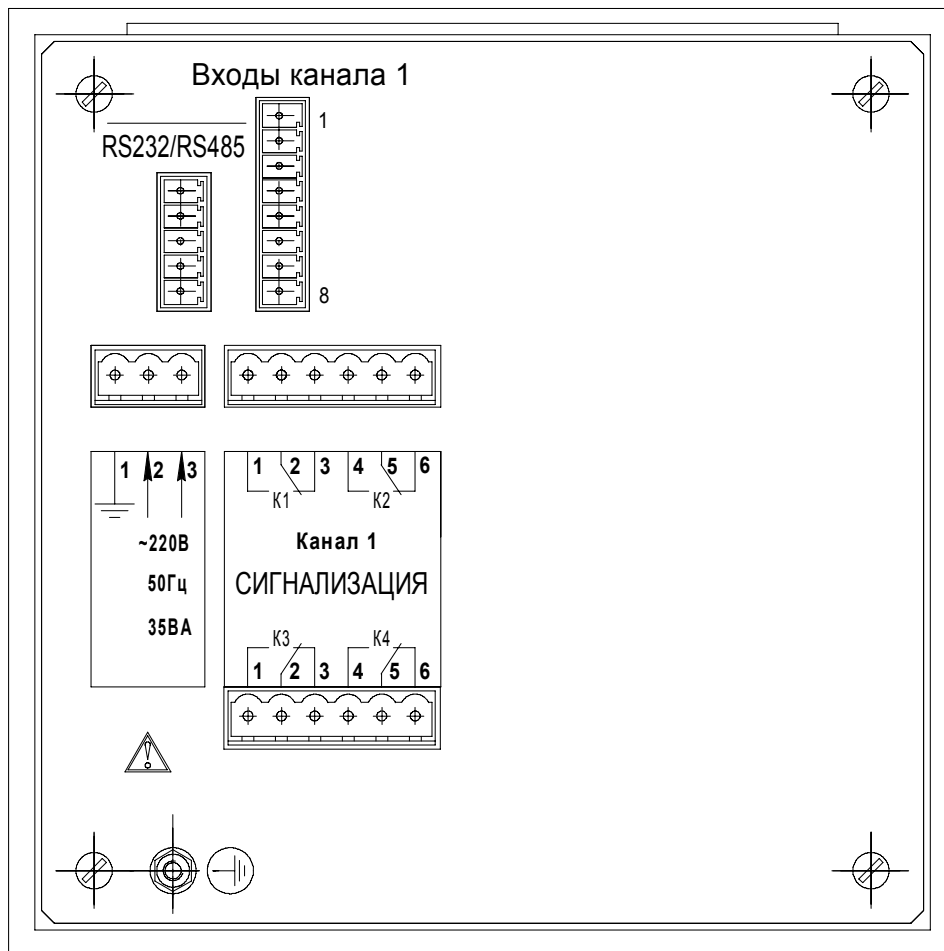 Входы канала 1
1
RS232/RS485
8
1 2 3
1 2 3 4 5 6
К1 К2
~220В
Канал 1
50Гц
СИГНАЛИЗАЦИЯ
35ВА
К3 К4
1 2 3 4 5 6